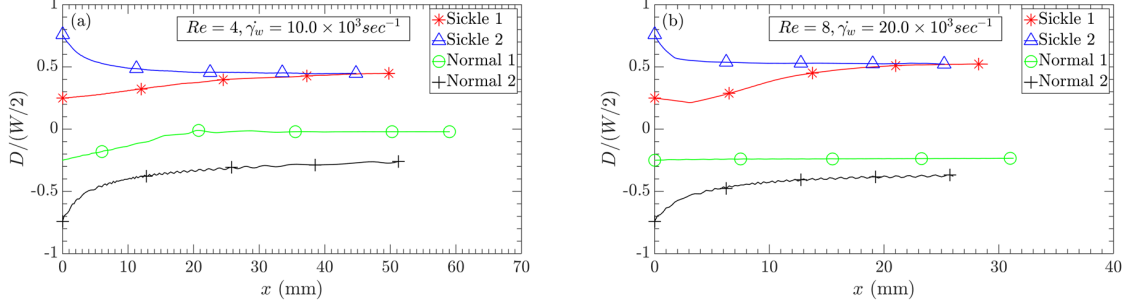 (a)
Re = 4, γ̇_w = 10.0 × 10³sec⁻¹
Sickle 1
Sickle 2
Normal 1
Normal 2
1
0.5
0
-0.5
-1
D/(W/2)
0 10 20 30 40 50 60 70
x (mm)
(b)
Re = 8, γ̇_w = 20.0 × 10³sec⁻¹
Sickle 1
Sickle 2
Normal 1
Normal 2
1
0.5
0
-0.5
-1
D/(W/2)
0 10 20 30 40
x (mm)